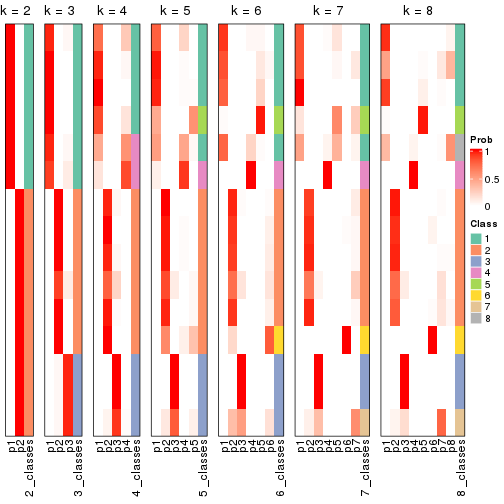 k = 2 k = 3 k = 4 k = 5 k = 6 k = 7 k = 8
Prob
1
0.5
0
Class
1
2
3
4
5
6
7
8
p1 p2 2_classes
p1 p2 p3 3_classes
p1 p2 p3 p4 4_classes
p1 p2 p3 p4 p5 5_classes
p1 p2 p3 p4 p5 p6 6_classes
p1 p2 p3 p4 p5 p6 p7 7_classes
p1 p2 p3 p4 p5 p6 p7 p8 8_classes